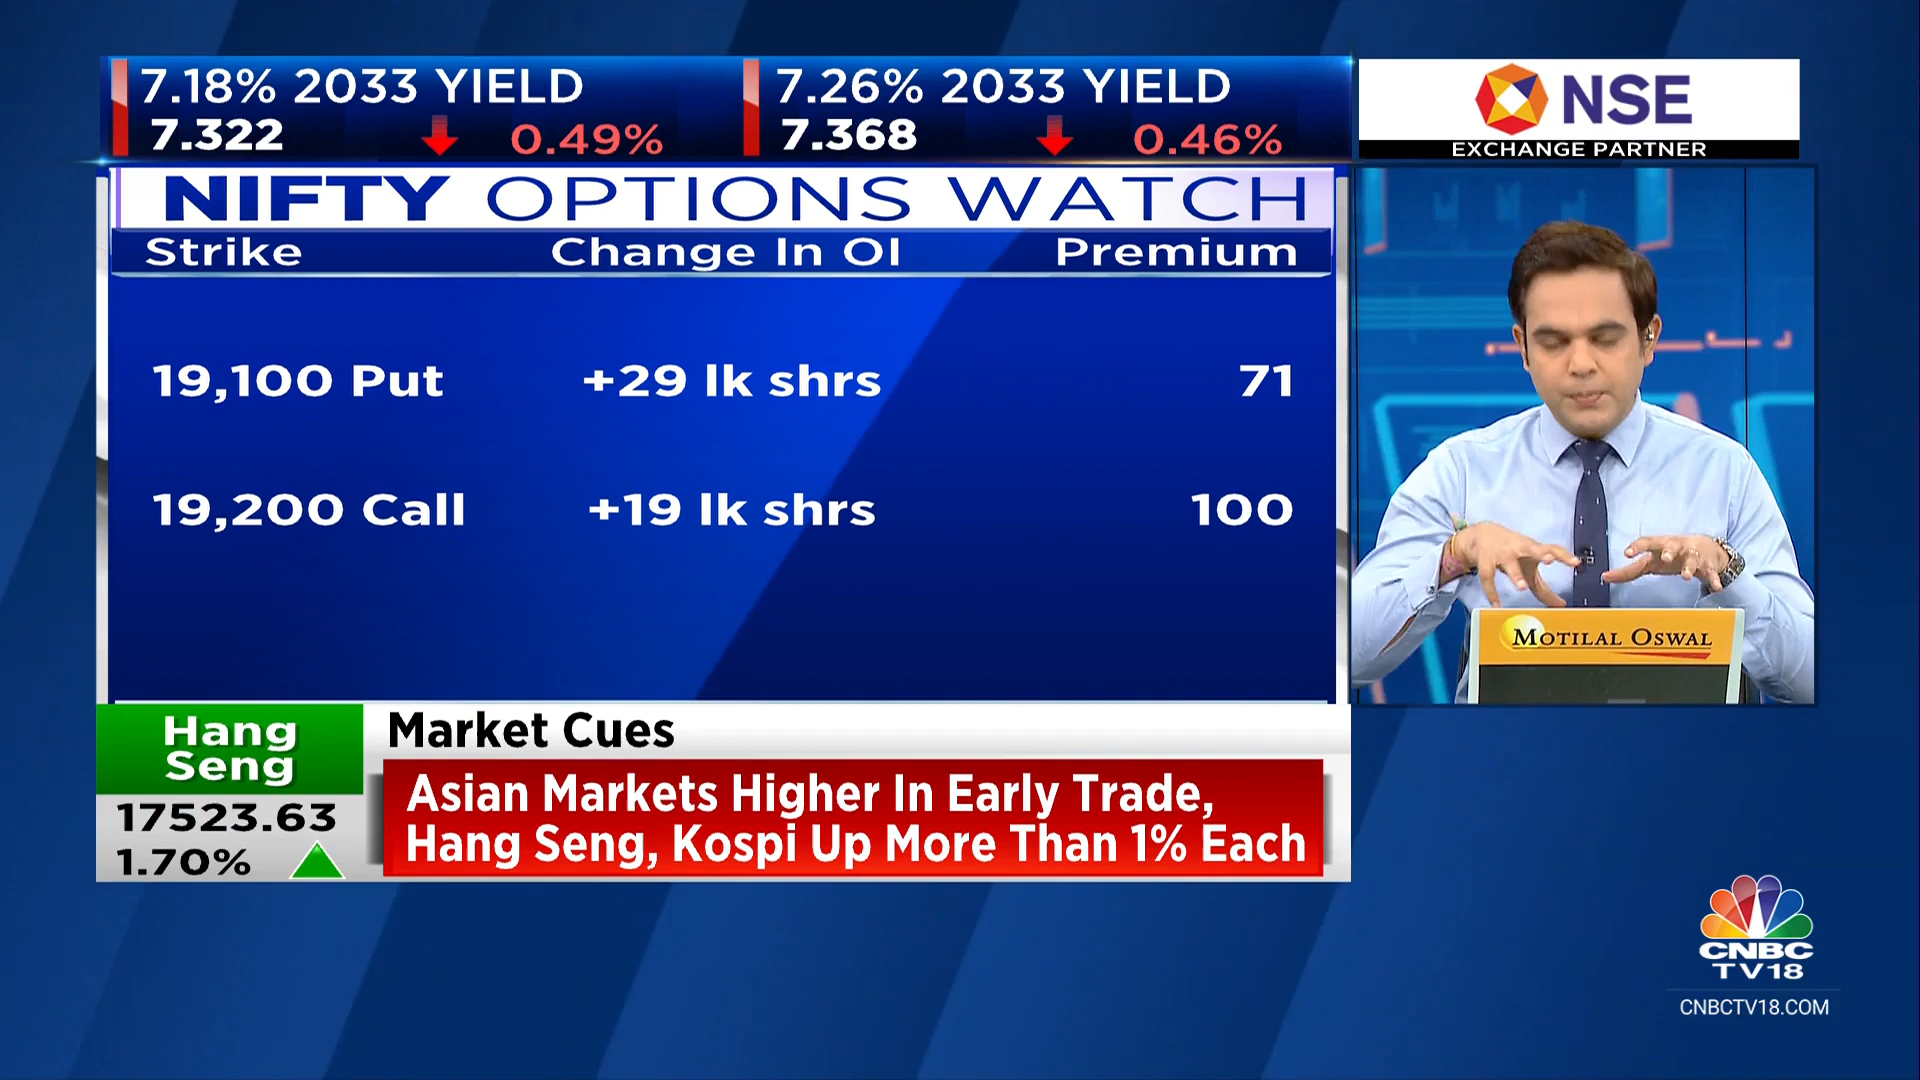 7.18% 2033 YIELD
7.322 0.49%
7.26% 2033 YIELD
7.368 0.46%
NSE
EXCHANGE PARTNER
NIFTY OPTIONS WATCH
Strike Change In OI Premium
19,100 Put +29 lk shrs 71
19,200 Call +19 lk shrs 100
MOTILAL OSWAL
Hang
Seng
17523.63
1.70%
Market Cues
Asian Markets Higher In Early Trade,
Hang Seng, Kospi Up More Than 1% Each
CNBC
TV18
CNBCTV18.COM